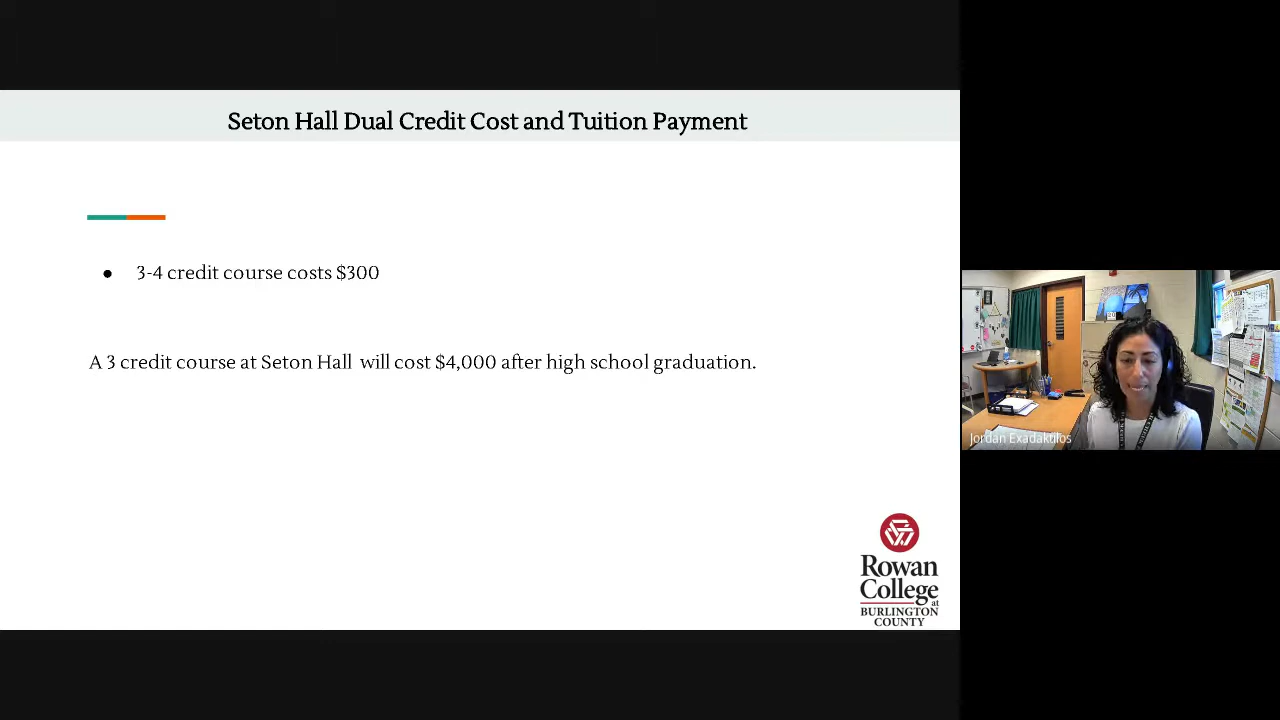 Seton Hall Dual Credit Cost and Tuition Payment
● 3-4 credit course costs $300
A 3 credit course at Seton Hall will cost $4,000 after high school graduation.
Rowan
College
at
BURLINGTON
COUNTY
Jordan Exadaktilos